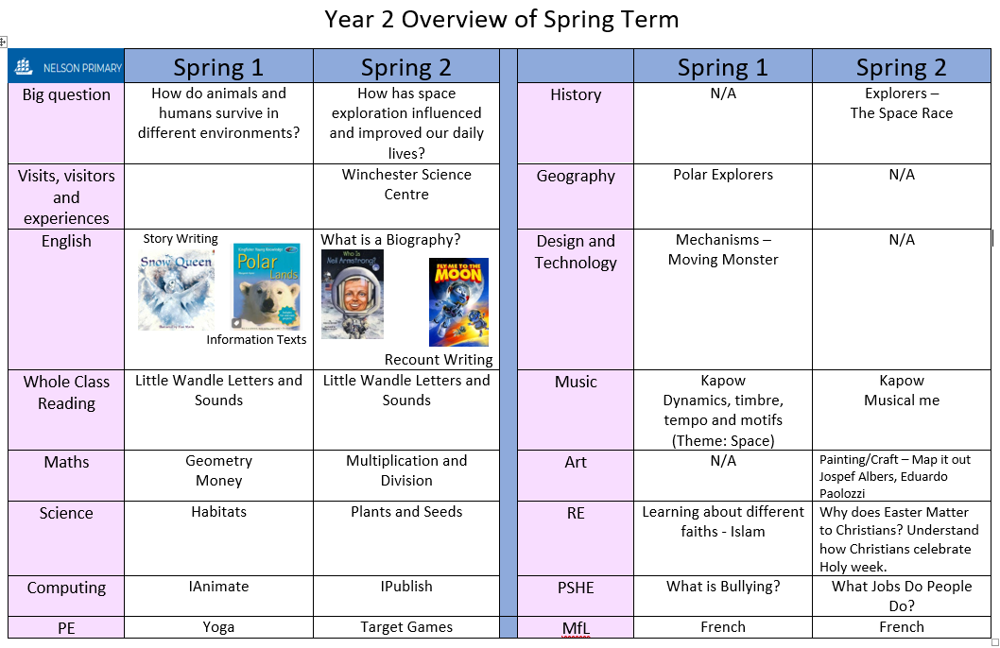 Year 2 Overview of Spring Term
NELSON PRIMARY
Spring 1
Spring 2
Spring 1
Spring 2
Big question
How do animals and
humans survive in
different environments?
How has space
exploration influenced
and improved our daily
lives?
History
N/A
Explorers –
The Space Race
Visits, visitors
and
experiences
Winchester Science
Centre
Geography
Polar Explorers
N/A
English
Story Writing
Snow Queen
Polar
Lands
Information Texts
What is a Biography?
Who Is
Neil Armstrong?
FLY ME TO THE
MOON
Recount Writing
Design and
Technology
Mechanisms –
Moving Monster
N/A
Whole Class
Reading
Little Wandle Letters and
Sounds
Little Wandle Letters and
Sounds
Music
Kapow
Dynamics, timbre,
tempo and motifs
(Theme: Space)
Kapow
Musical me
Maths
Geometry
Money
Multiplication and
Division
Art
N/A
Painting/Craft – Map it out
Jospef Albers, Eduardo
Paolozzi
Science
Habitats
Plants and Seeds
RE
Learning about different
faiths - Islam
Why does Easter Matter
to Christians? Understand
how Christians celebrate
Holy week.
Computing
IAnimate
IPublish
PSHE
What is Bullying?
What Jobs Do People
Do?
PE
Yoga
Target Games
MfL
French
French